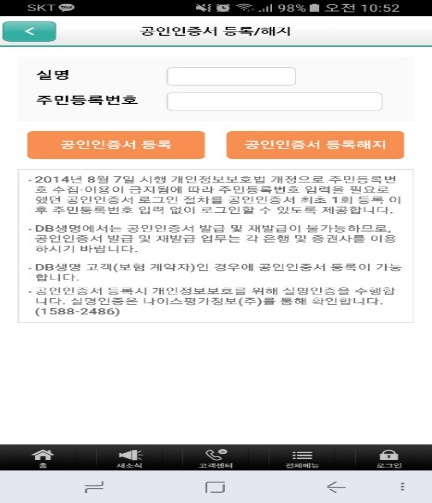 SKT 98% 오전 10:52
< 공인인증서 등록/해지
실명
주민등록번호
공인인증서 등록 공인인증서 등록해지
- 2014년 8월 7일 시행 개인정보보호법 개정으로 주민등록번
호 수집·이용이 금지됨에 따라 주민등록번호 입력을 필요로
했던 공인인증서 로그인 절차를 공인인증서 최초 1회 등록 이
후 주민등록번호 입력 없이 로그인할 수 있도록 제공합니다.
- DB생명에서는 공인인증서 발급 및 재발급이 불가능하므로,
공인인증서 발급 및 재발급 업무는 각 은행 및 증권사를 이용
하시기 바랍니다.
- DB생명 고객(보험 계약자)인 경우에 공인인증서 등록이 가능
합니다.
- 공인인증서 등록시 개인정보보호를 위해 실명인증을 수행합
니다. 실명인증은 나이스평가정보(주)를 통해 확인합니다.
(1588-2486)
홈 새소식 고객센터 전체메뉴 로그인